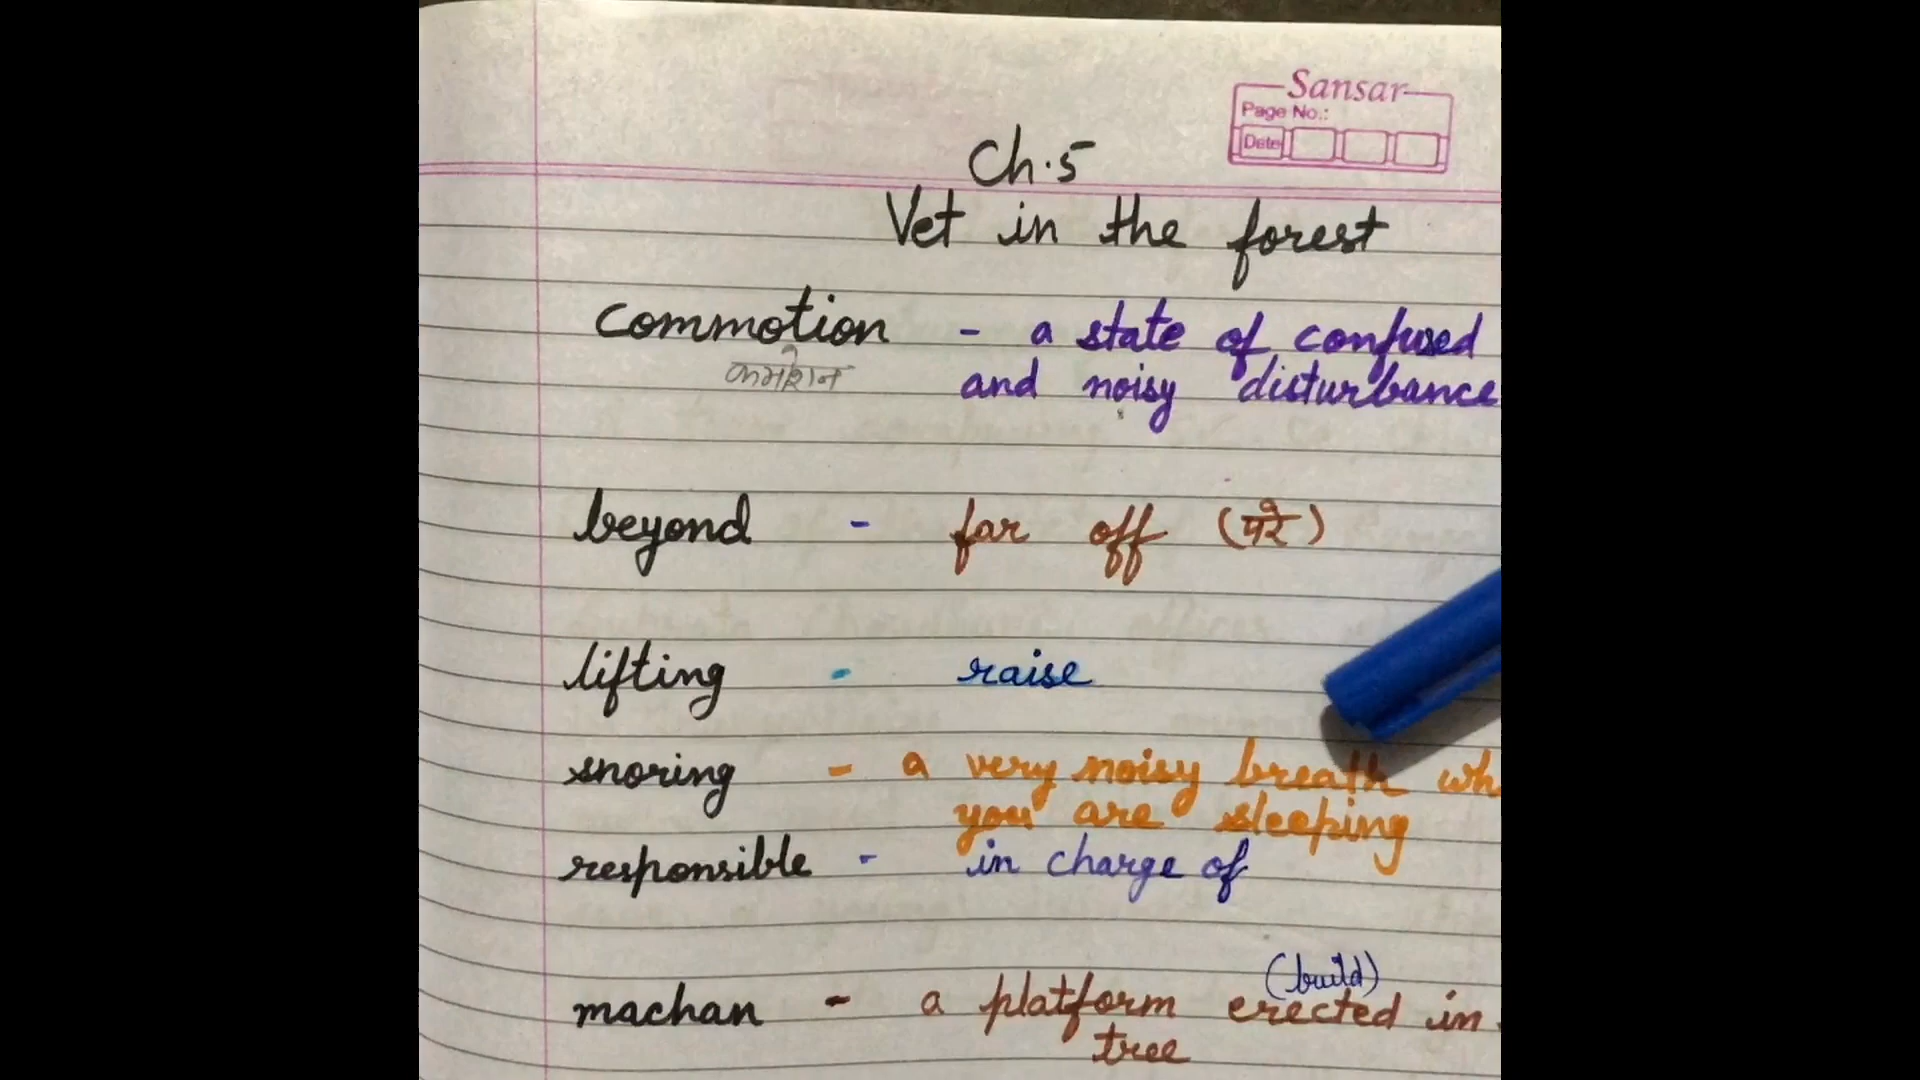 Sansar
Page No.:
Date
Ch.5
Vet in the forest
commotion - a state of confused
कमोशन and noisy disturbance
beyond - far off (परे)
lifting - raise
snoring - a very noisy breath
you are sleeping
responsible - in charge of
(build)
machan - a platform erected in
tree